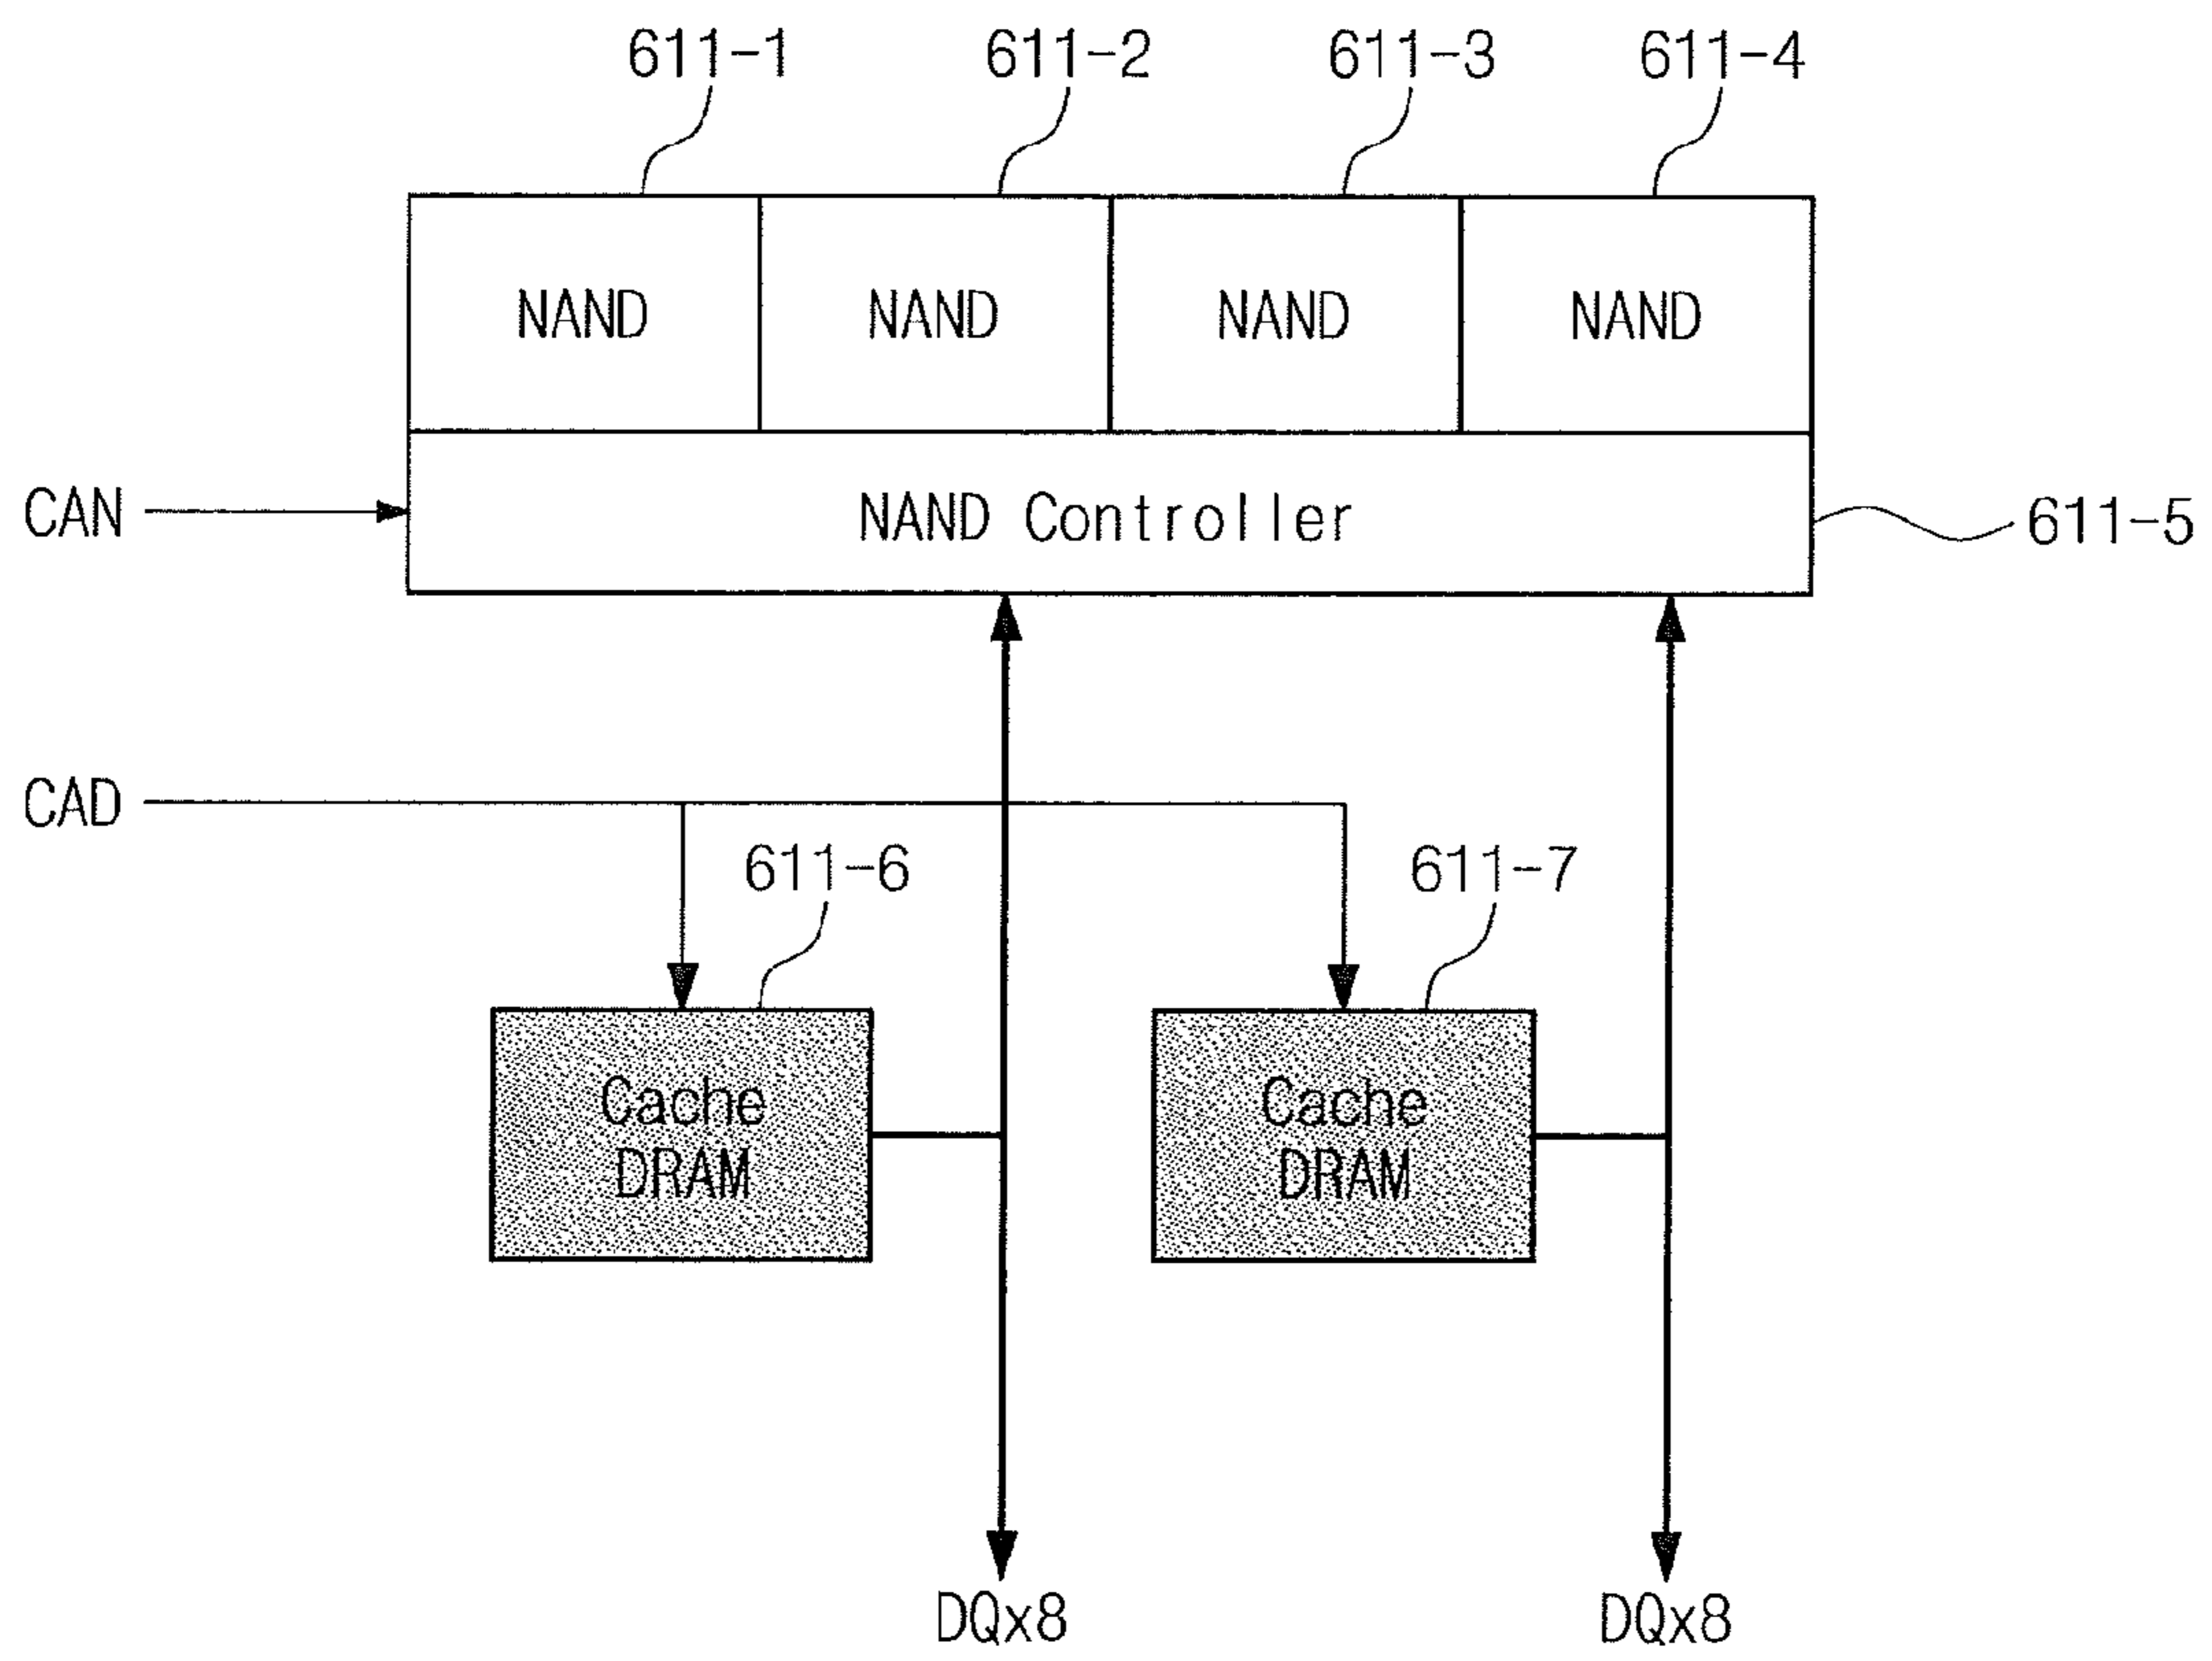 611-1 611-2 611-3 611-4
NAND NAND NAND NAND
CAN NAND Controller 611-5
CAD
611-6 611-7
Cache Cache
DRAM DRAM
DQx8 DQx8